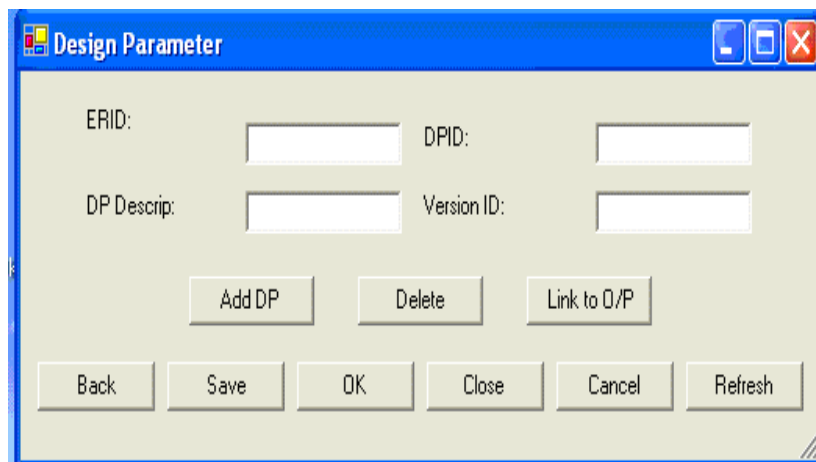 Design Parameter
ERID:
DPID:
DP Descrip:
Version ID:
Add DP
Delete
Link to O/P
Back
Save
OK
Close
Cancel
Refresh